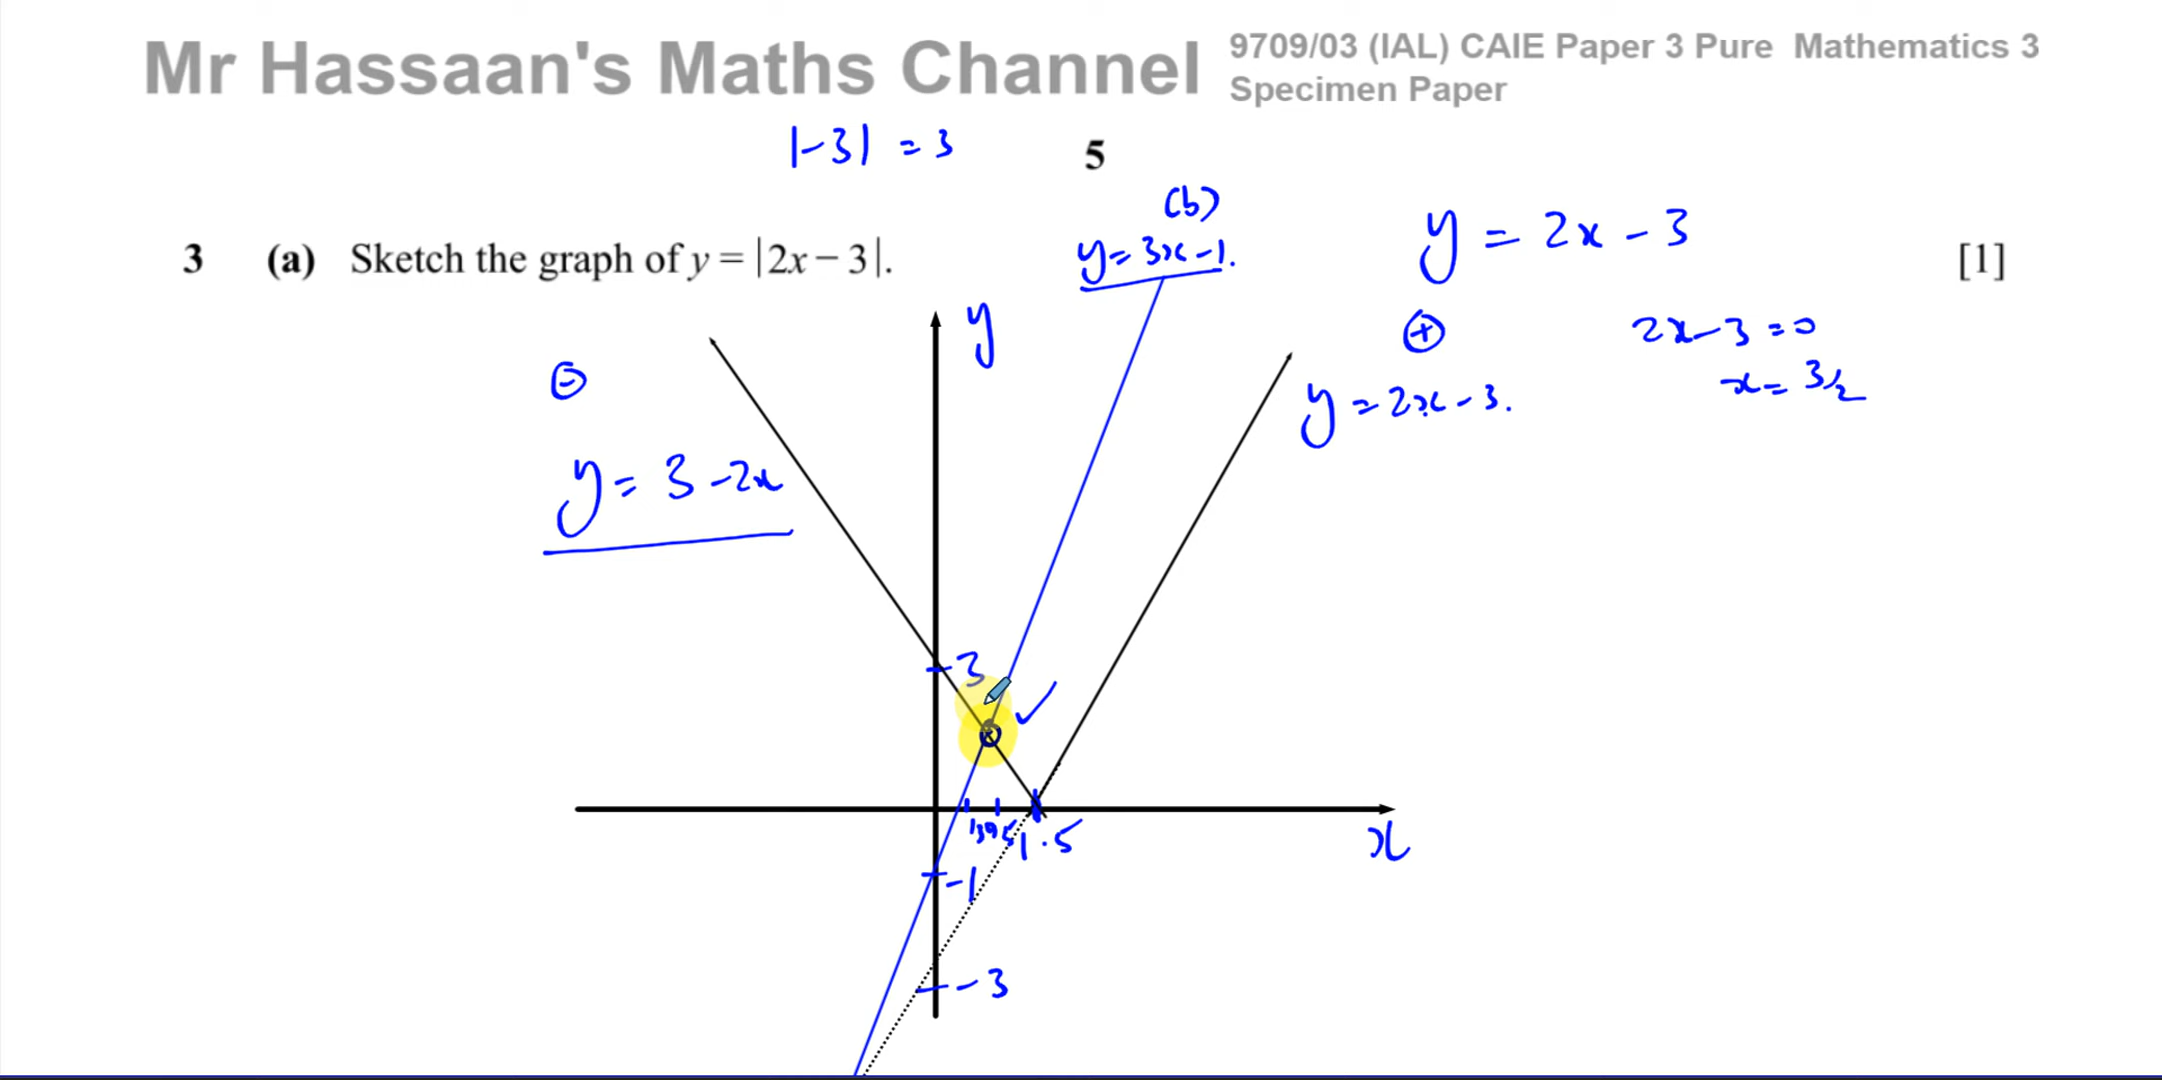 Mr Hassaan's Maths Channel
9709/03 (IAL) CAIE Paper 3 Pure Mathematics 3
Specimen Paper
|-3| = 3
5
(b)
y = 3x - 1.
y = 2x - 3
3 (a) Sketch the graph of y = |2x − 3|. [1]
y
⊕
2x - 3 = 0
x = 3/2
⊖
y = 2x - 3.
y = 3 - 2x
3
1.5
x
-1
-3